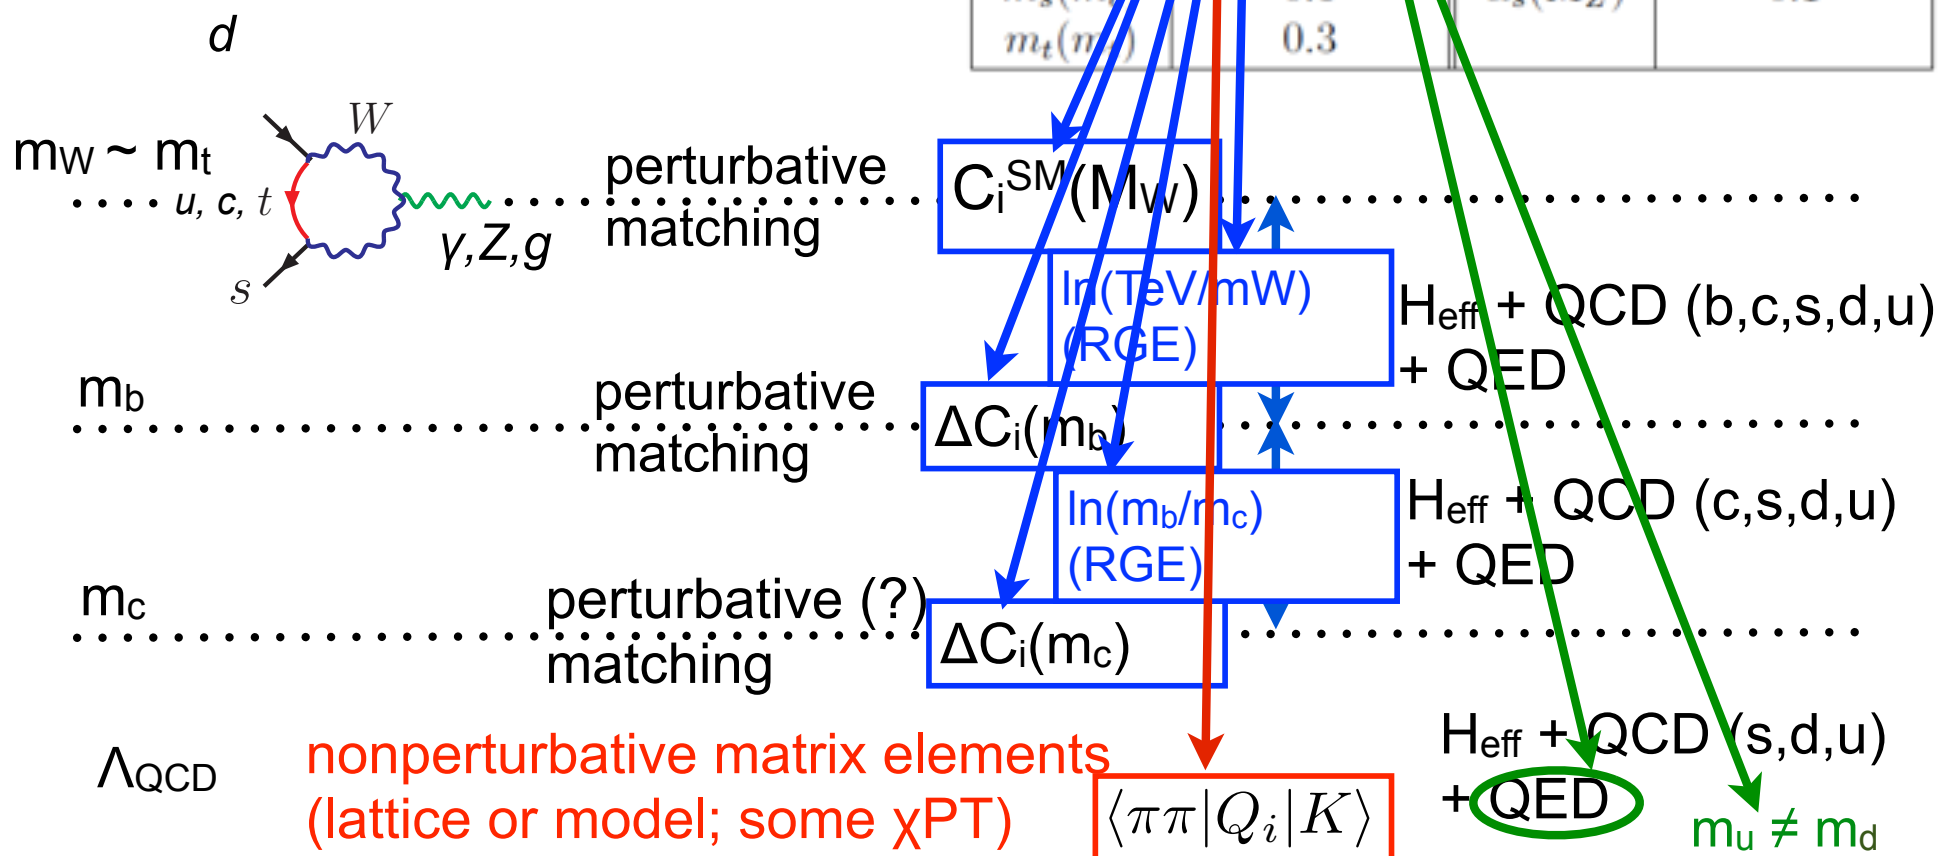 d
m_t(m_t) 0.3
W
m_W ~ m_t
u, c, t
γ,Z,g
s
perturbative
matching
C_i^SM(M_W)
ln(TeV/mW)
(RGE)
H_eff + QCD (b,c,s,d,u)
+ QED
m_b
perturbative
matching
ΔC_i(m_b)
ln(m_b/m_c)
(RGE)
H_eff + QCD (c,s,d,u)
+ QED
m_c
perturbative (?)
matching
ΔC_i(m_c)
Λ_QCD
nonperturbative matrix elements
(lattice or model; some χPT)
⟨ππ|Q_i|K⟩
H_eff + QCD (s,d,u)
+ QED
m_u ≠ m_d